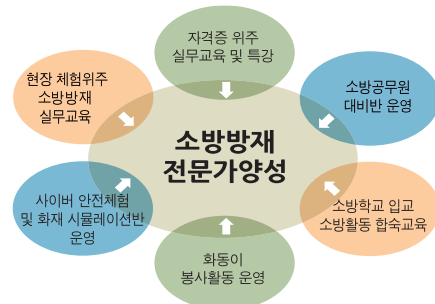 자격증 위주
실무교육 및 특강
현장 체험위주
소방방재
실무교육
소방공무원
대비반 운영
소방방재
전문가양성
사이버 안전체험
및 화재 시뮬레이션반
운영
소방학교 입교
소방활동 합숙교육
화동이
봉사활동 운영